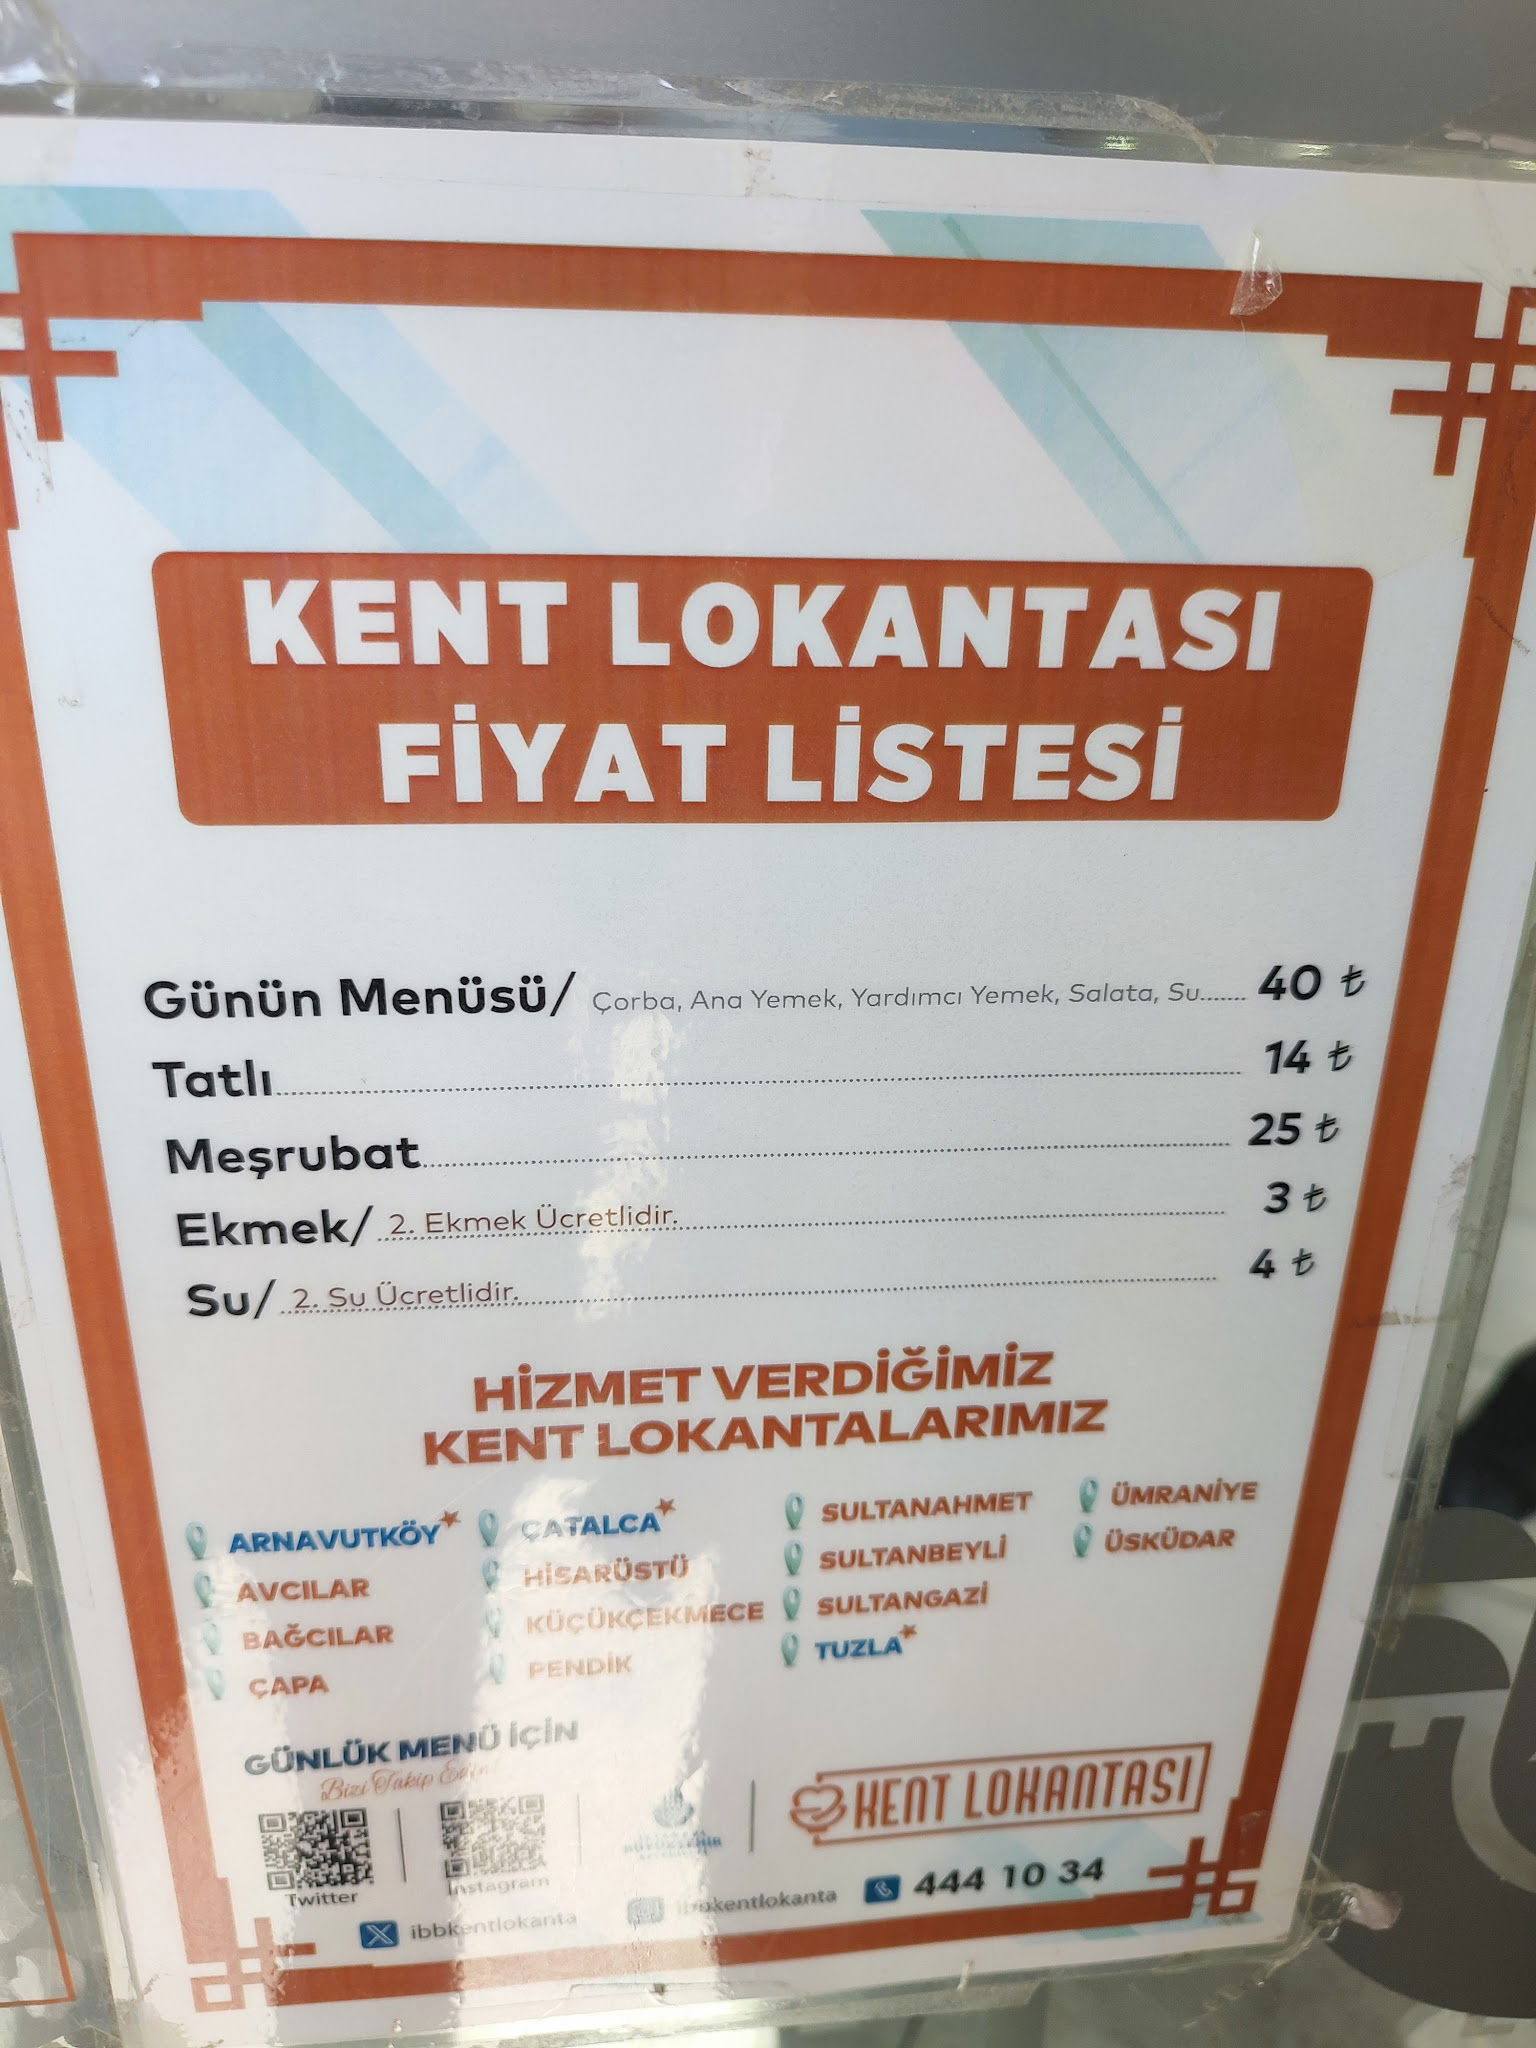 KENT LOKANTASI
FİYAT LİSTESİ
Günün Menüsü/ Çorba, Ana Yemek, Yardımcı Yemek, Salata, Su....... 40 ₺
Tatlı 14 ₺
Meşrubat 25 ₺
Ekmek/ 2. Ekmek Ücretlidir. 3 ₺
Su/ 2. Su Ücretlidir. 4 ₺
HİZMET VERDİĞİMİZ
KENT LOKANTALARIMIZ
ARNAVUTKÖY*
AVCILAR
BAĞCILAR
ÇAPA
ÇATALCA*
HİSARÜSTÜ
KÜÇÜKÇEKMECE
PENDİK
SULTANAHMET
SULTANBEYLİ
SULTANGAZİ
TUZLA*
ÜMRANİYE
ÜSKÜDAR
GÜNLÜK MENÜ İÇİN
Bizi Takip Edin!
Twitter
Instagram
BÜYÜKŞEHİR
KENT LOKANTASI
ibbkentlokanta
ibbkentlokanta
444 10 34